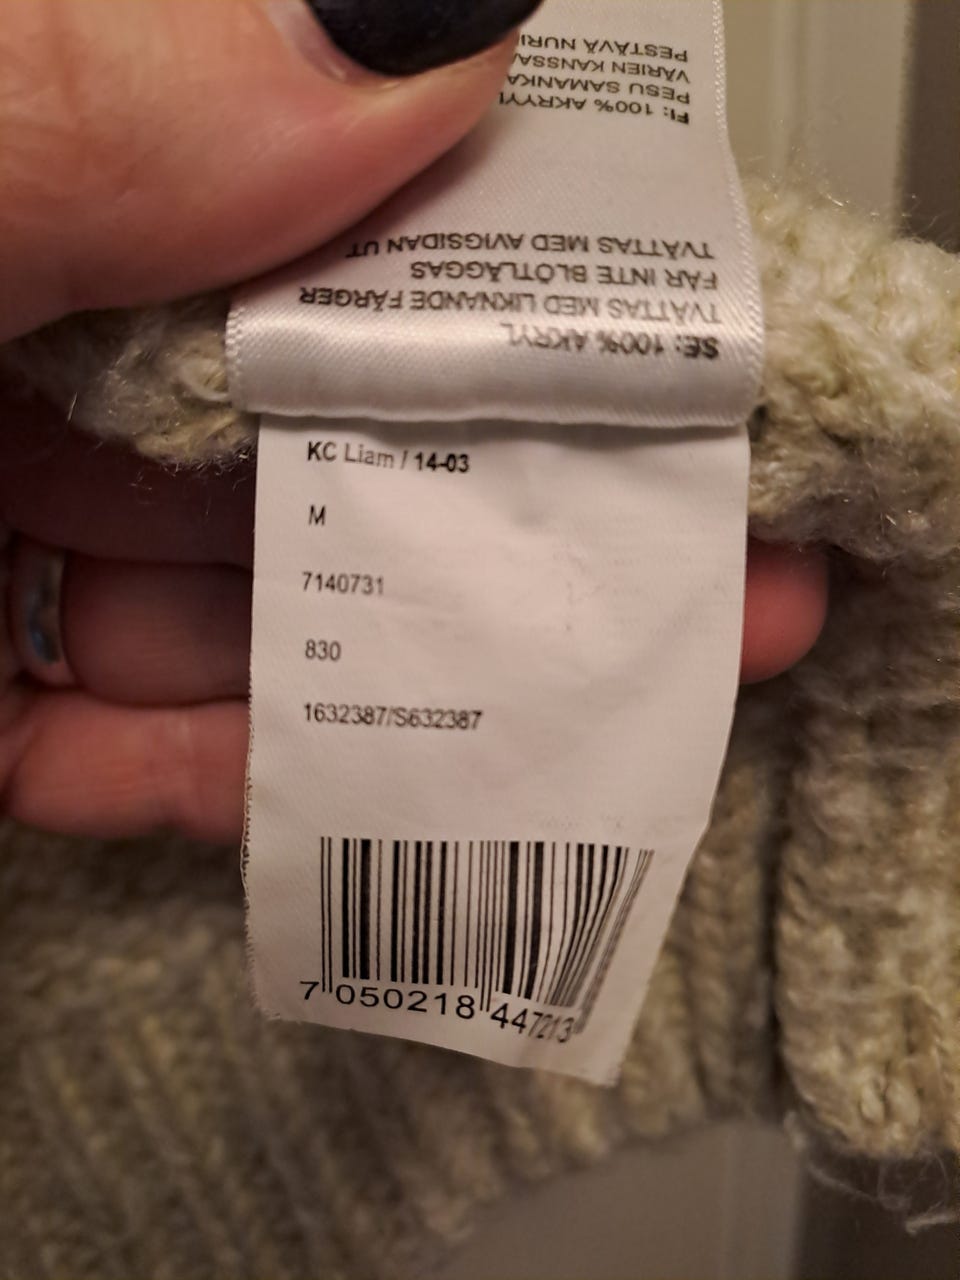 FI: 100% AKRYYL
PESU SAMANKA
VÄRIEN KANSSA
PESTÄVÄ NURI
SE: 100% AKRYL
TVÄTTAS MED LIKNANDE FÄRGER
FÅR INTE BLÖTLÄGGAS
TVÄTTAS MED AVIGSIDAN UT
KC Liam / 14-03
M
7140731
830
1632387/S632387
7 050218 447213